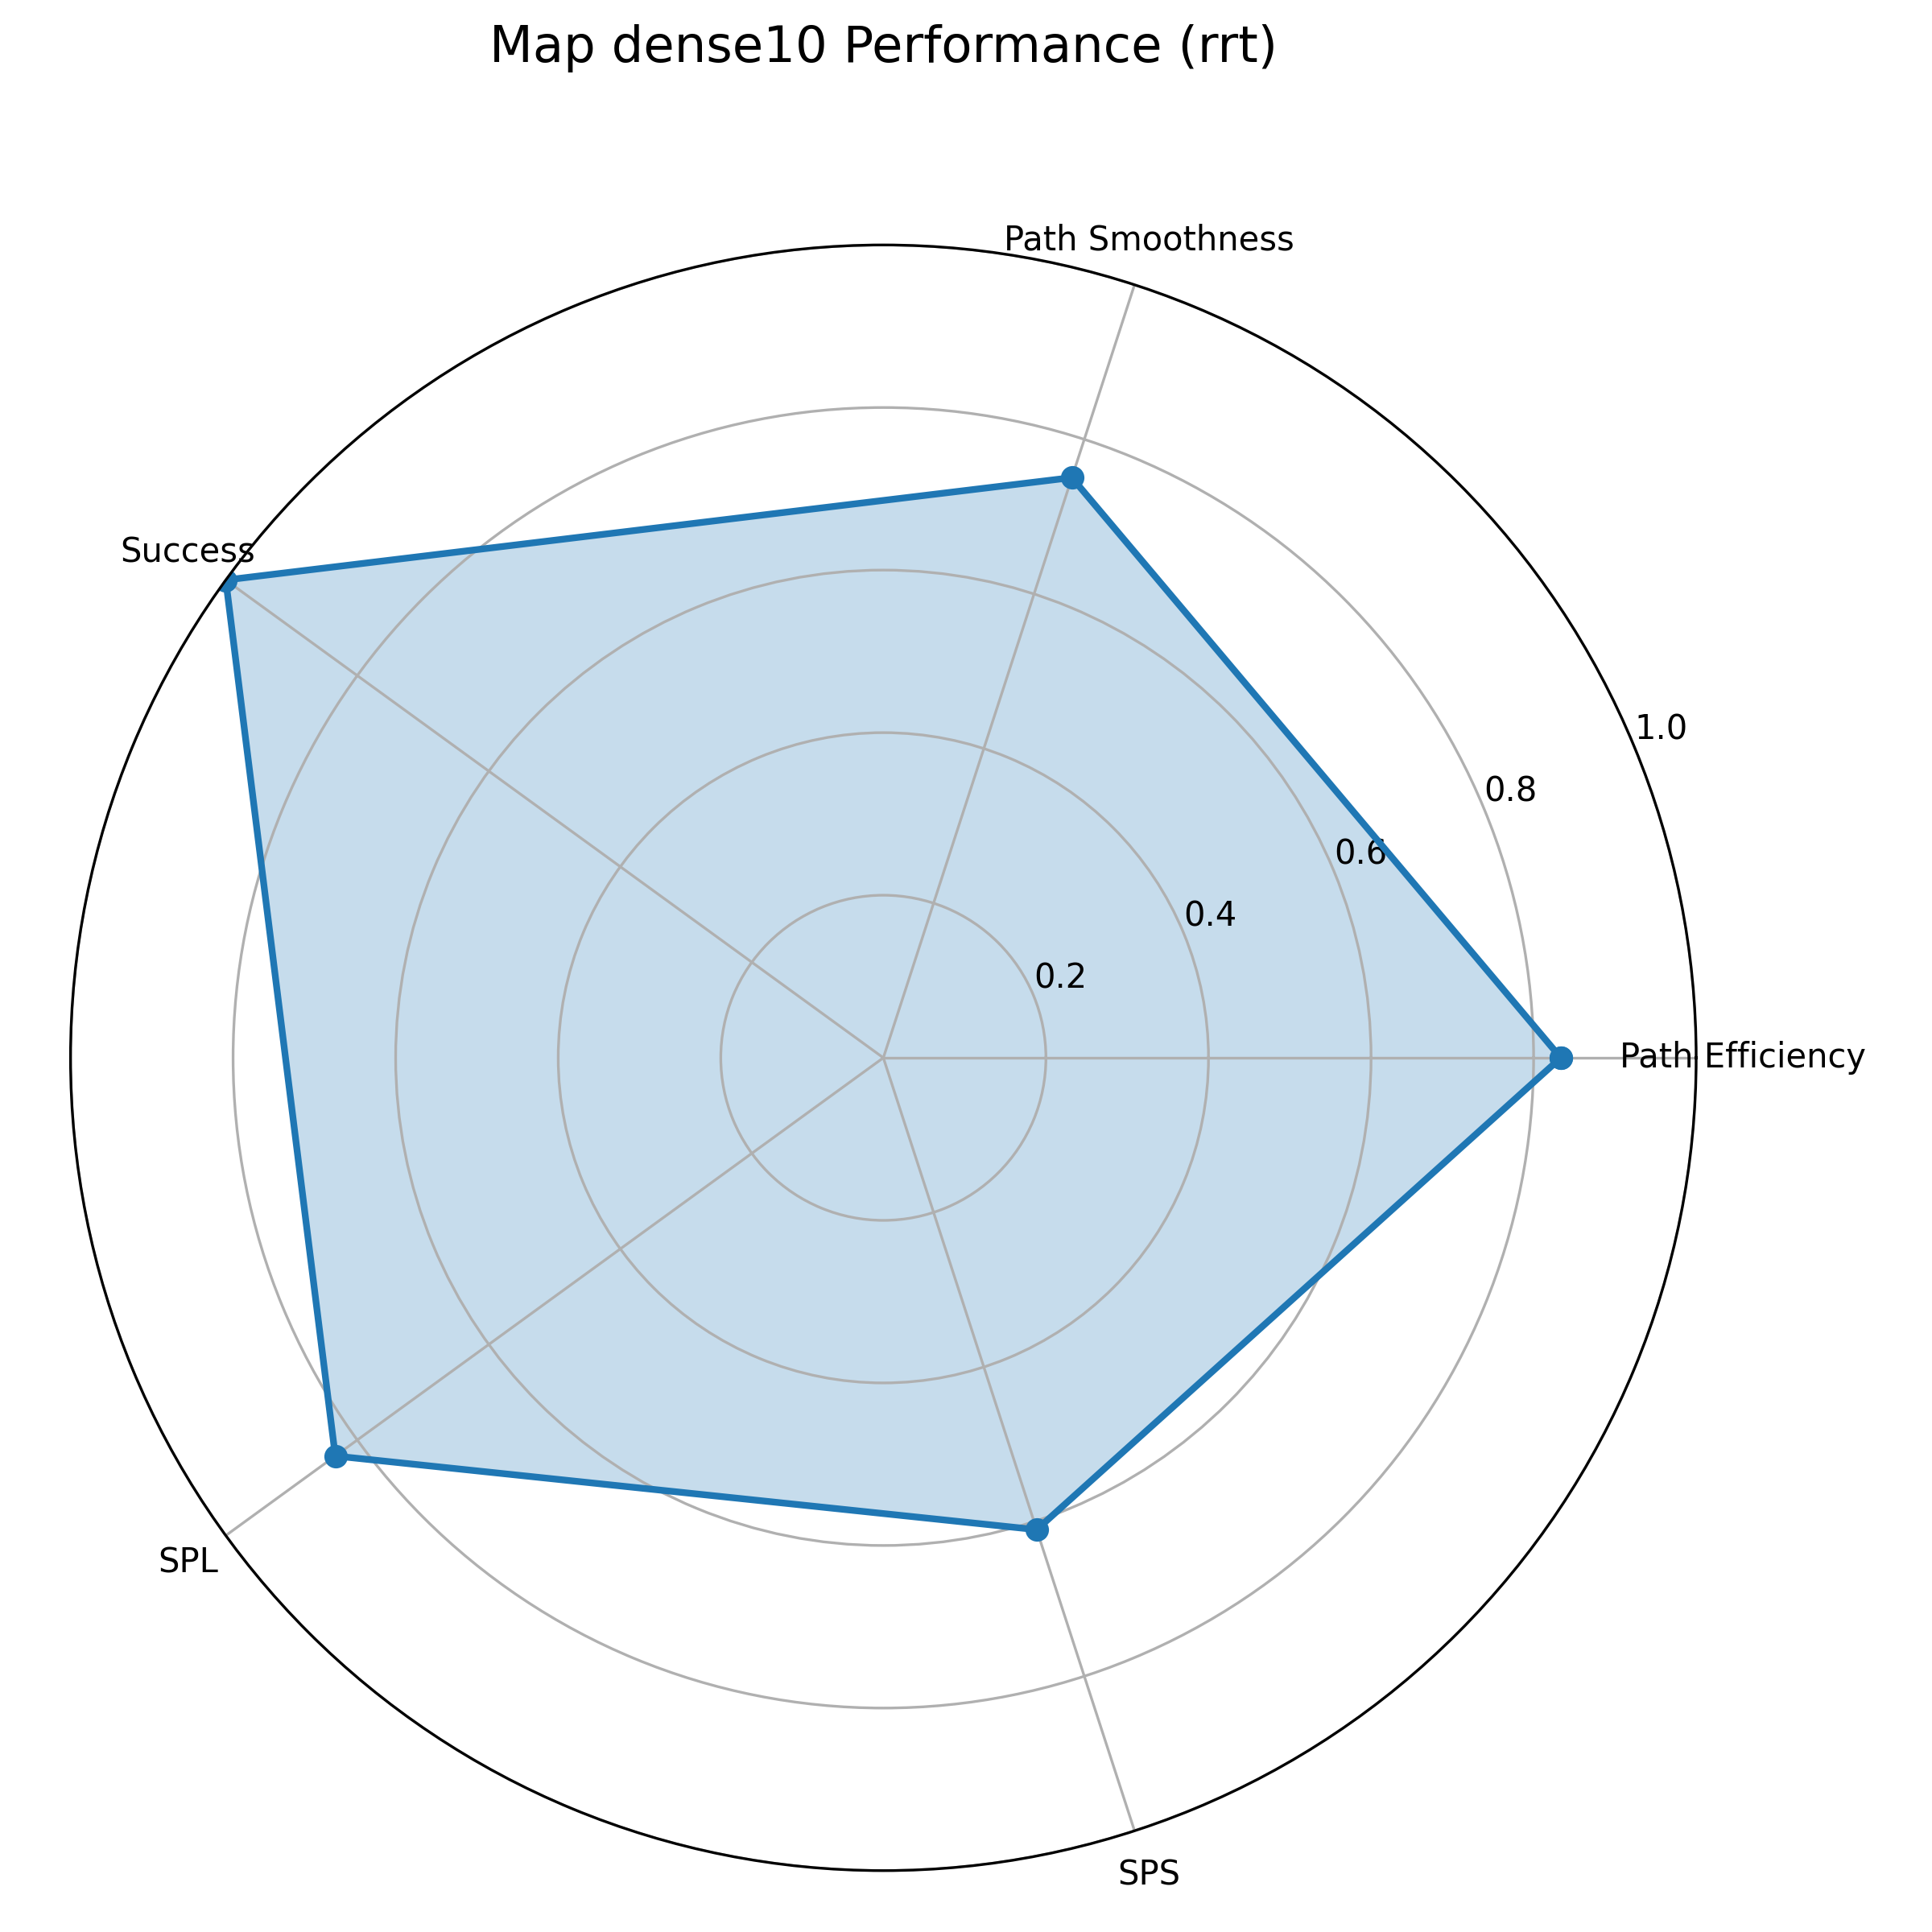 Map dense10 Performance (rrt)
Path Smoothness
Success
1.0
0.8
0.6
0.4
0.2
Path Efficiency
SPL
SPS